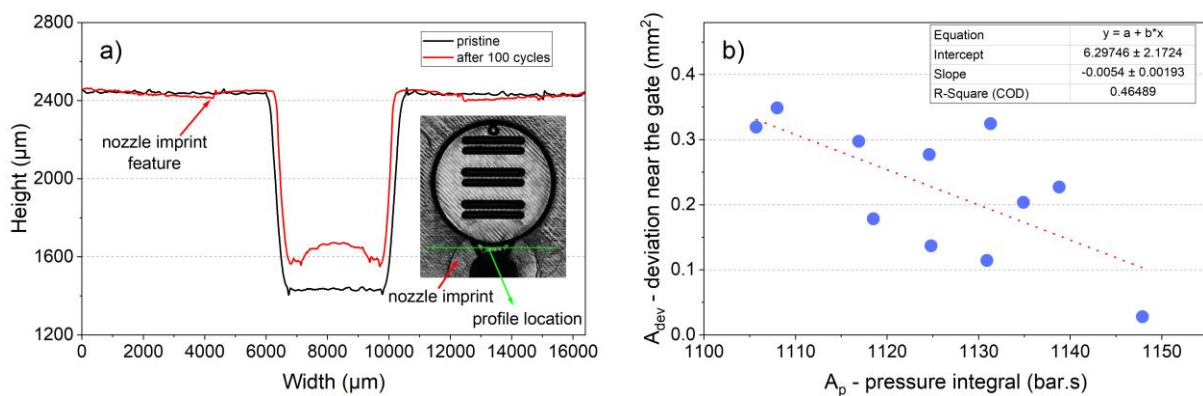 a)
pristine
after 100 cycles
nozzle imprint
feature
nozzle imprint
profile location
Height (µm)
2800
2400
2000
1600
1200
0 2000 4000 6000 8000 10000 12000 14000 16000
Width (µm)
b)
Equation y = a + b*x
Intercept 6.29746 ± 2.1724
Slope -0.0054 ± 0.00193
R-Square (COD) 0.46489
A_dev - deviation near the gate (mm²)
0.4
0.3
0.2
0.1
0.0
1100 1110 1120 1130 1140 1150
A_p - pressure integral (bar.s)